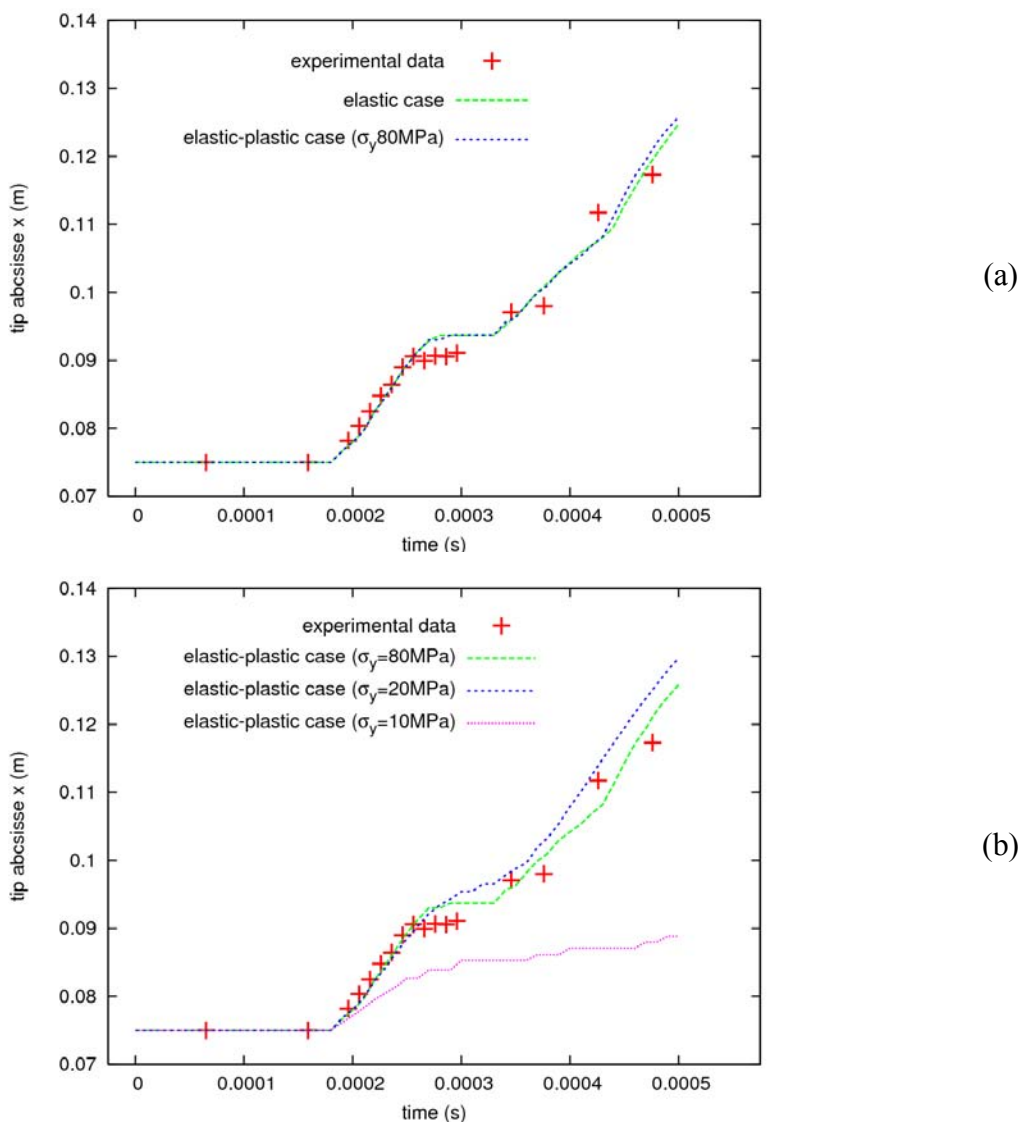 0.14
experimental data
0.13
elastic case
elastic-plastic case (σy80MPa)
0.12
tip abcsisse x (m)
0.11
(a)
0.1
0.09
0.08
0.07
0 0.0001 0.0002 0.0003 0.0004 0.0005
time (s)
0.14
experimental data
0.13
elastic-plastic case (σy=80MPa)
elastic-plastic case (σy=20MPa)
0.12
elastic-plastic case (σy=10MPa)
tip abcsisse x (m)
0.11
0.1
(b)
0.09
0.08
0.07
0 0.0001 0.0002 0.0003 0.0004 0.0005
time (s)